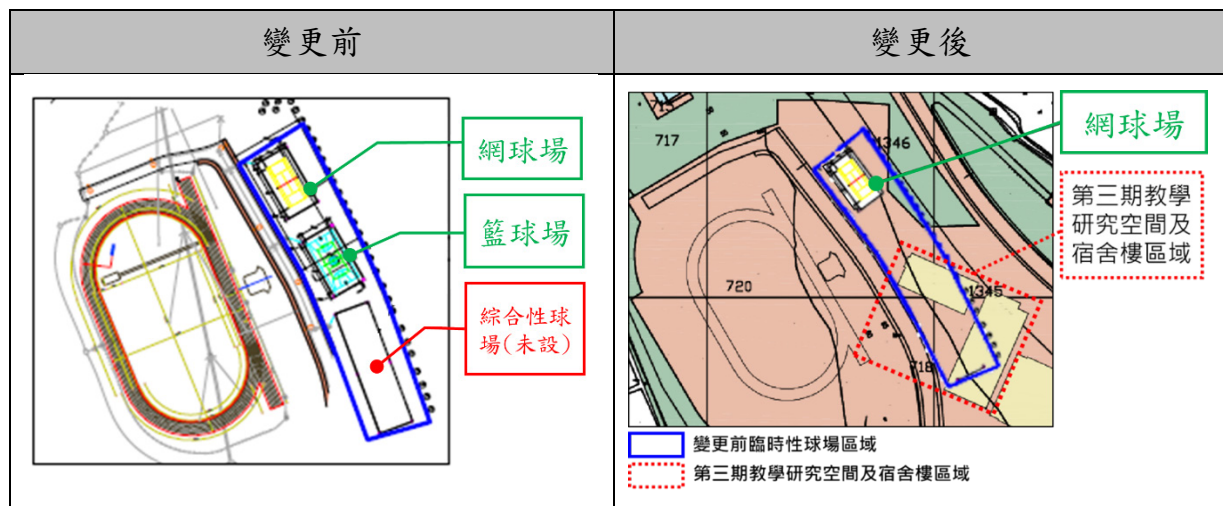 變更前
變更後
網球場
籃球場
綜合性球
場(未設)
717
1346
網球場
第三期教學
研究空間及
宿舍樓區域
720
1345
718
變更前臨時性球場區域
第三期教學研究空間及宿舍樓區域